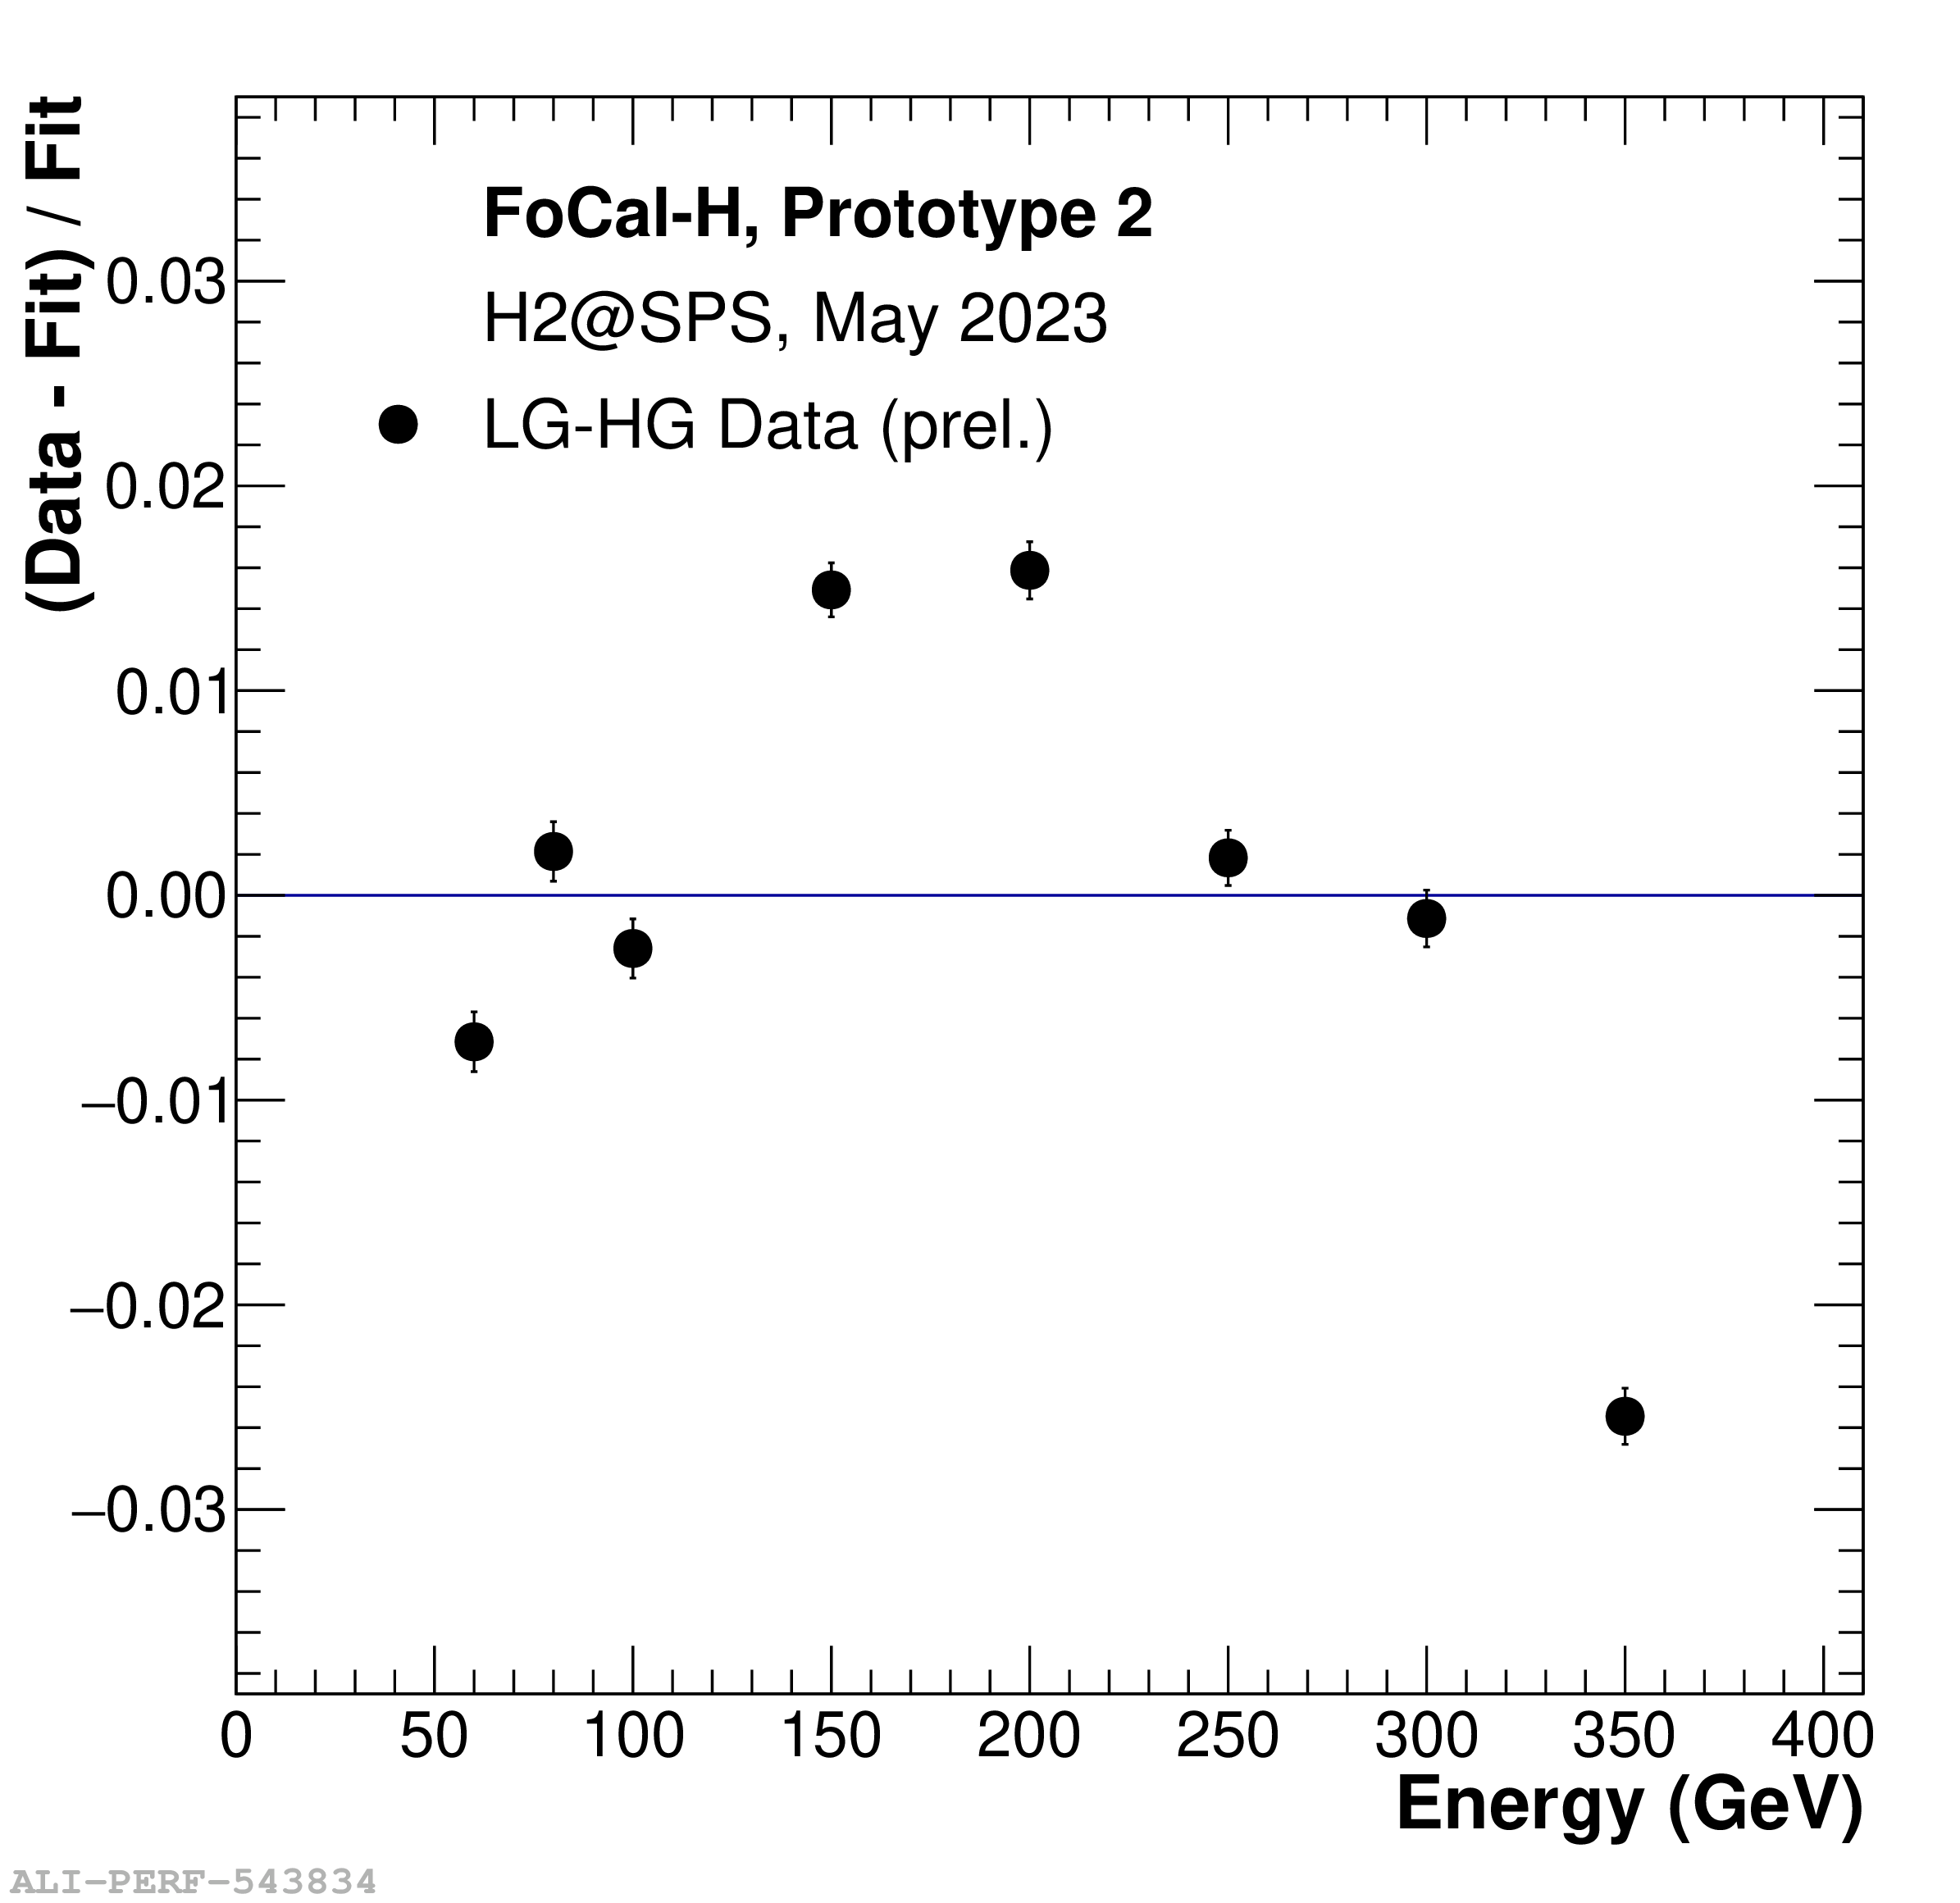 (Data - Fit) / Fit
FoCal-H, Prototype 2
H2@SPS, May 2023
LG-HG Data (prel.)
0.03
0.02
0.01
0.00
−0.01
−0.02
−0.03
0 50 100 150 200 250 300 350 400
Energy (GeV)
ALI-PERF-543834